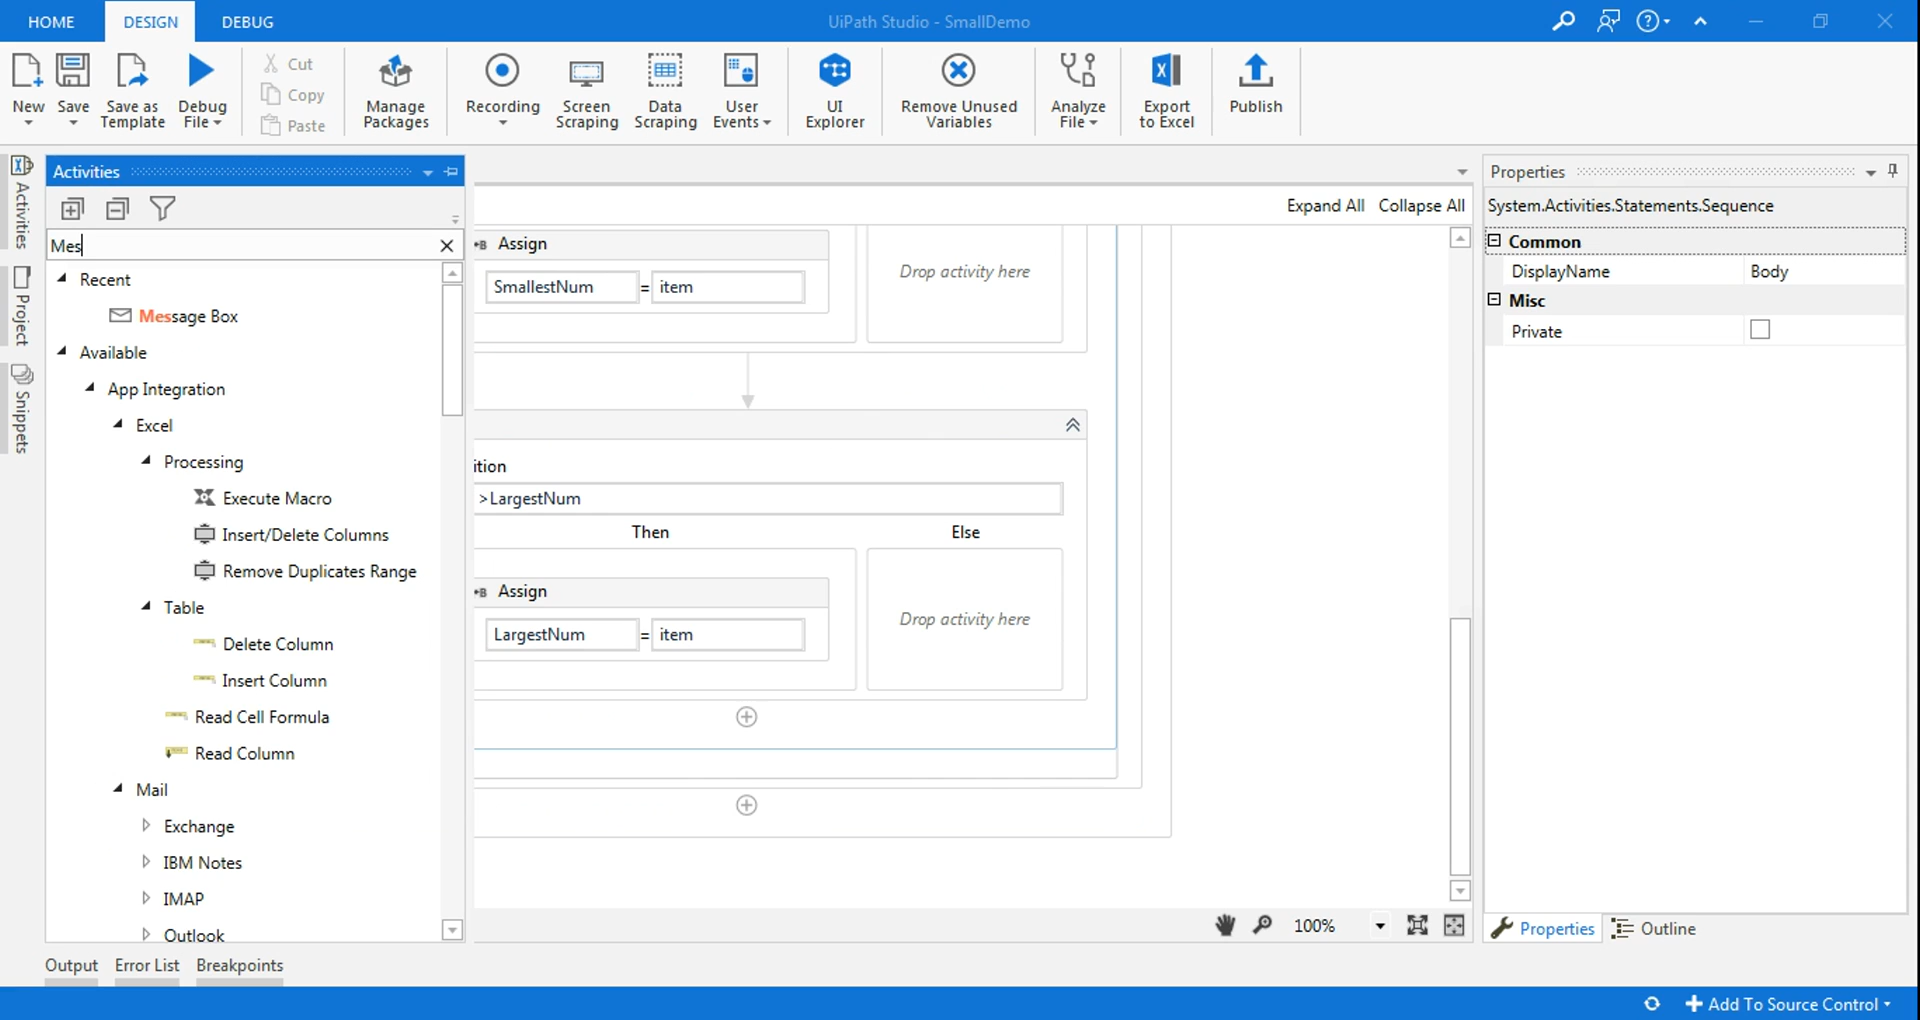 HOME
DESIGN
DEBUG
UiPath Studio - SmallDemo
New
Save
Save as
Template
Debug
File
Cut
Copy
Paste
Manage
Packages
Recording
Screen
Scraping
Data
Scraping
User
Events
UI
Explorer
Remove Unused
Variables
Analyze
File
Export
to Excel
Publish
Activities
Project
Snippets
Activities
Mes
Recent
Message Box
Available
App Integration
Excel
Processing
Execute Macro
Insert/Delete Columns
Remove Duplicates Range
Table
Delete Column
Insert Column
Read Cell Formula
Read Column
Mail
Exchange
IBM Notes
IMAP
Outlook
Expand All Collapse All
Assign
SmallestNum = item
Drop activity here
ition
>LargestNum
Then Else
Assign
LargestNum = item
Drop activity here
100%
Properties
System.Activities.Statements.Sequence
Common
DisplayName Body
Misc
Private
Properties Outline
Output Error List Breakpoints
Add To Source Control